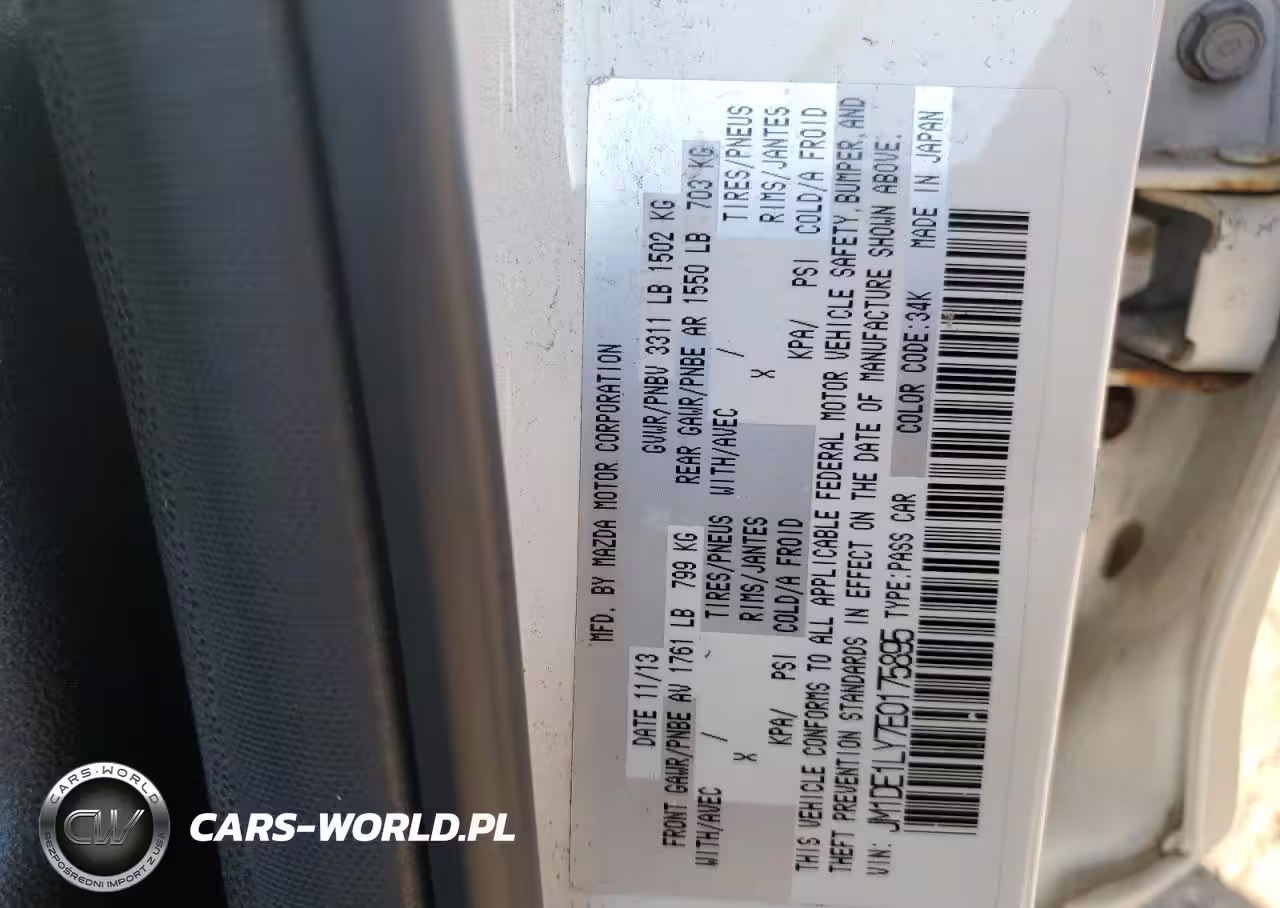 MFD. BY MAZDA MOTOR CORPORATION
DATE 11/13 GVWR/PNBV 3311 LB 1502 KG
FRONT GAWR/PNBE AV 1761 LB 799 KG REAR GAWR/PNBE AR 1550 LB 703 KG
WITH/AVEC / TIRES/PNEUS WITH/AVEC / TIRES/PNEUS
X RIMS/JANTES X RIMS/JANTES
KPA/ PSI COLD/A FROID KPA/ PSI COLD/A FROID
THIS VEHICLE CONFORMS TO ALL APPLICABLE FEDERAL MOTOR VEHICLE SAFETY, BUMPER, AND
THEFT PREVENTION STANDARDS IN EFFECT ON THE DATE OF MANUFACTURE SHOWN ABOVE.
VIN: JM1DE1LY7E0175895 TYPE:PASS CAR COLOR CODE:34K MADE IN JAPAN
CARS-WORLD
CW
BEZPOŚREDNI IMPORT Z USA
CARS-WORLD.PL